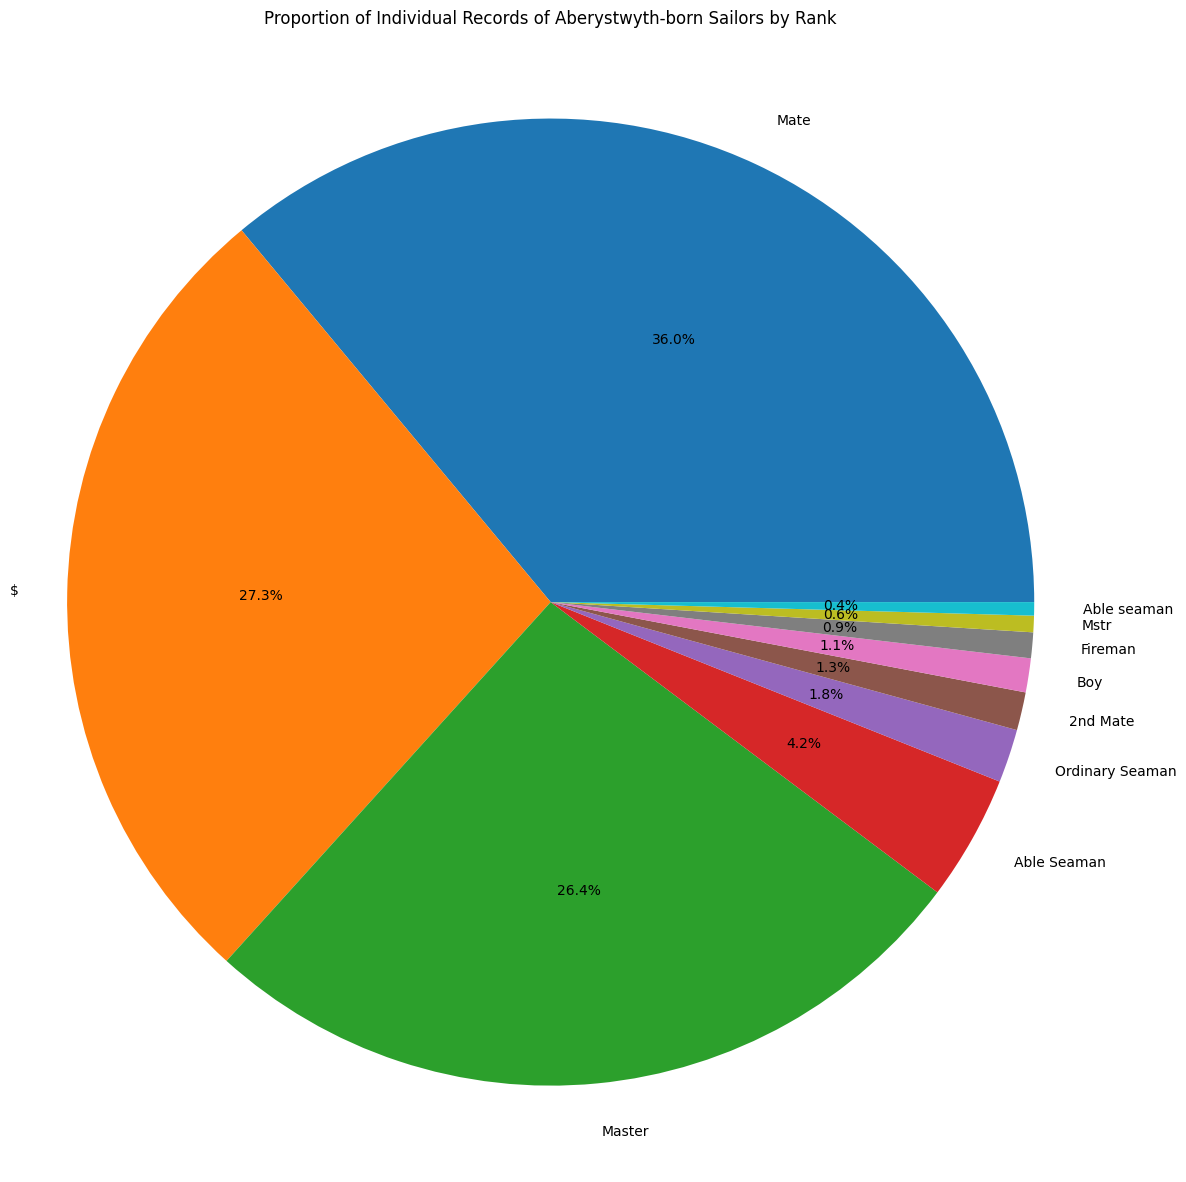 Proportion of Individual Records of Aberystwyth-born Sailors by Rank
Mate
36.0%
$
27.3%
Master
26.4%
Able Seaman
4.2%
Ordinary Seaman
1.8%
2nd Mate
1.3%
Boy
1.1%
Fireman
0.9%
Mstr
0.6%
Able seaman
0.4%